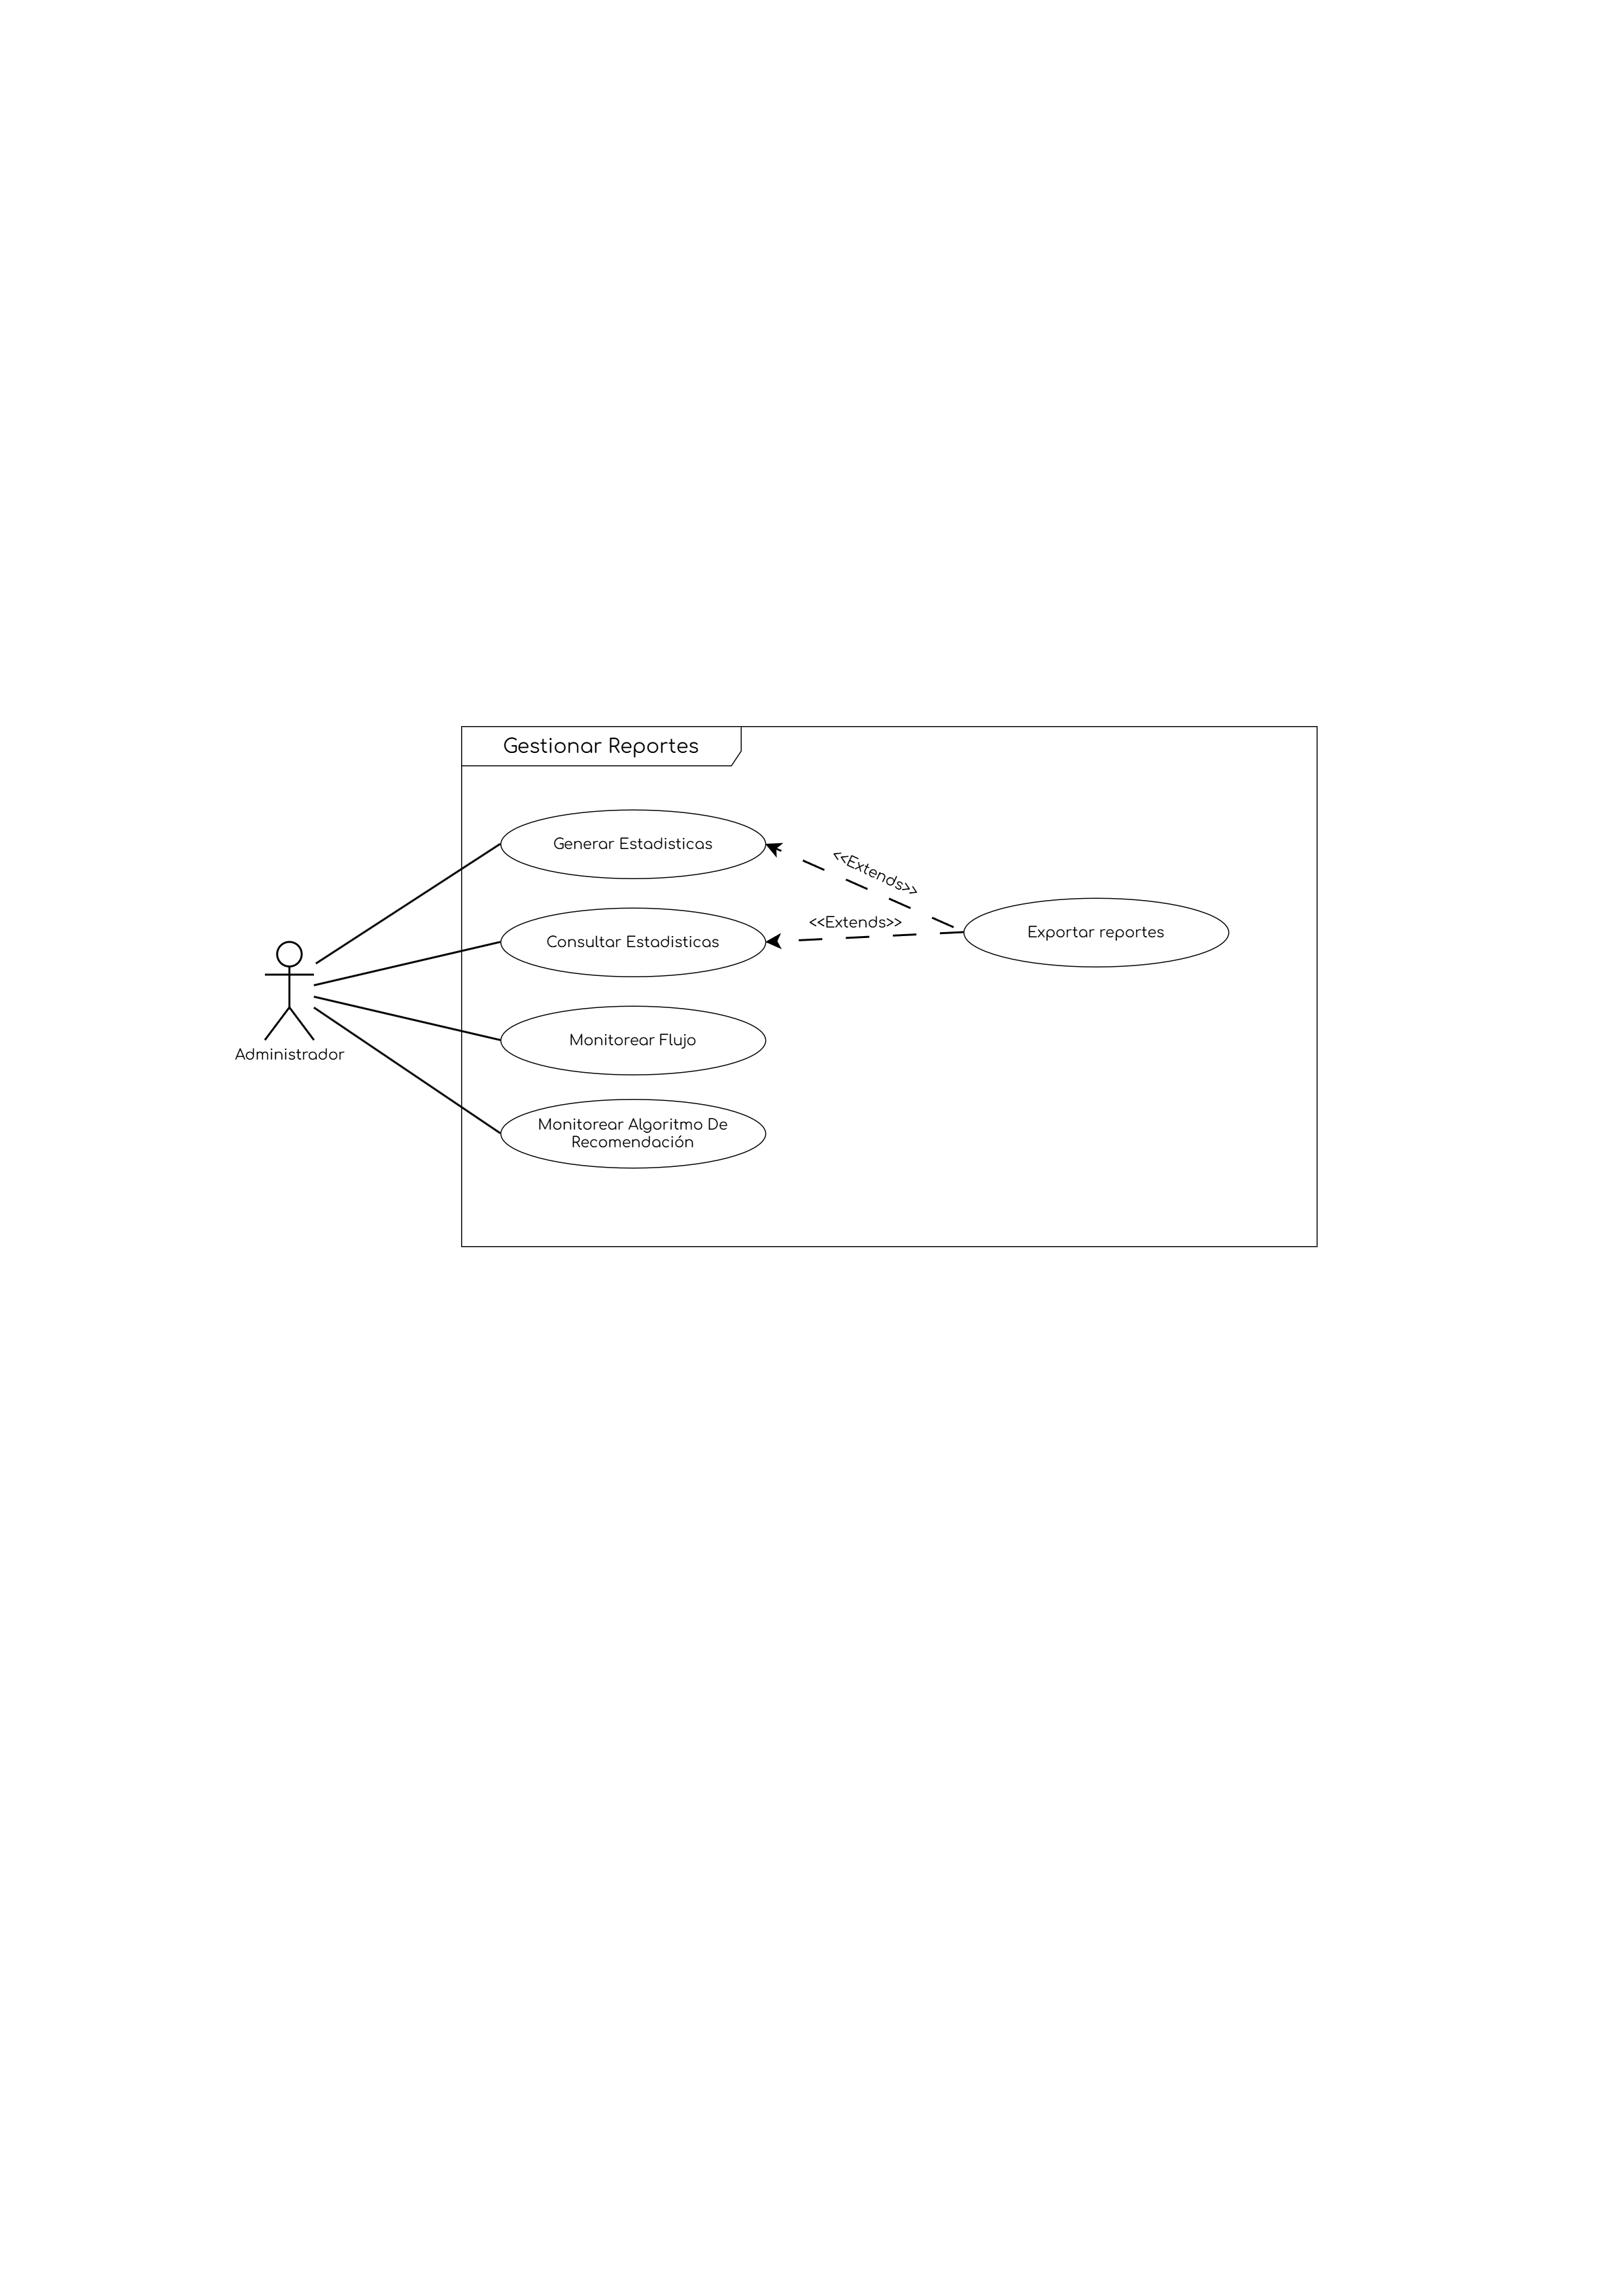 Gestionar Reportes
Generar Estadisticas
<<Extends>>
<<Extends>>
Consultar Estadisticas
Exportar reportes
Monitorear Flujo
Administrador
Monitorear Algoritmo De
Recomendación